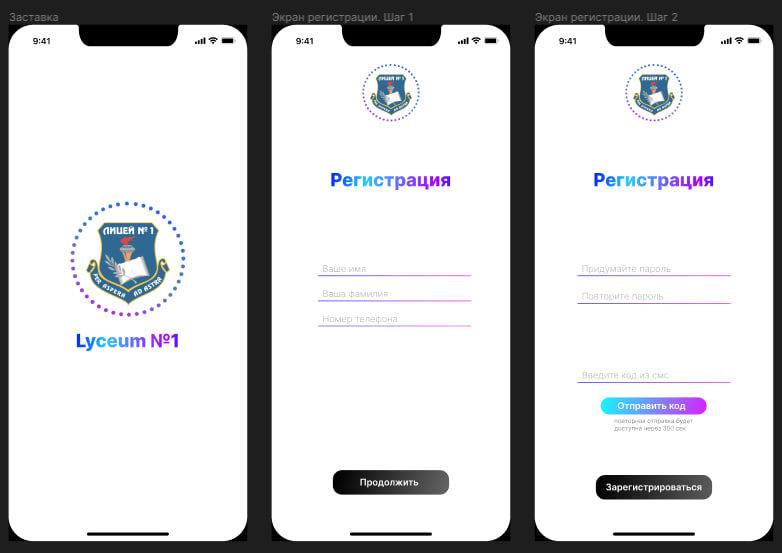 Заставка
9:41
ЛИЦЕЙ № 1
PER ASPERA AD ASTRA
Lyceum №1
Экран регистрации. Шаг 1
9:41
ЛИЦЕЙ № 1
Регистрация
Ваше имя
Ваша фамилия
Номер телефона
Продолжить
Экран регистрации. Шаг 2
9:41
ЛИЦЕЙ № 1
Регистрация
Придумайте пароль
Повторите пароль
Введите код из смс
Отправить код
повторная отправка будет
доступна через 390 сек.
Зарегистрироваться